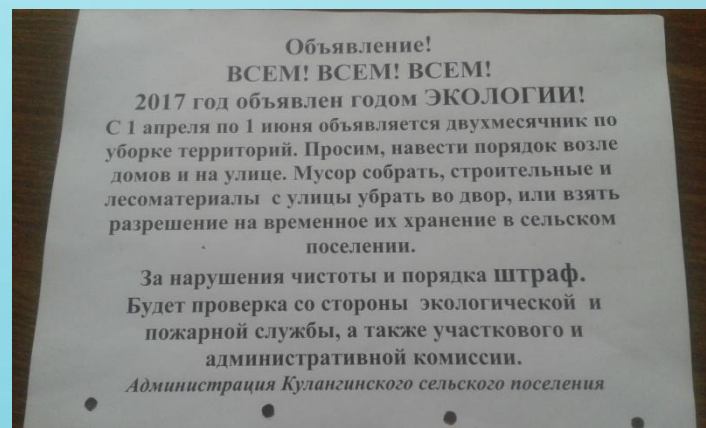 Объявление!
ВСЕМ! ВСЕМ! ВСЕМ!
2017 год объявлен годом ЭКОЛОГИИ!
С 1 апреля по 1 июня объявляется двухмесячник по
уборке территорий. Просим, навести порядок возле
домов и на улице. Мусор собрать, строительные и
лесоматериалы с улицы убрать во двор, или взять
разрешение на временное их хранение в сельском
поселении.
За нарушения чистоты и порядка штраф.
Будет проверка со стороны экологической и
пожарной службы, а также участкового и
административной комиссии.
Администрация Кулангинского сельского поселения